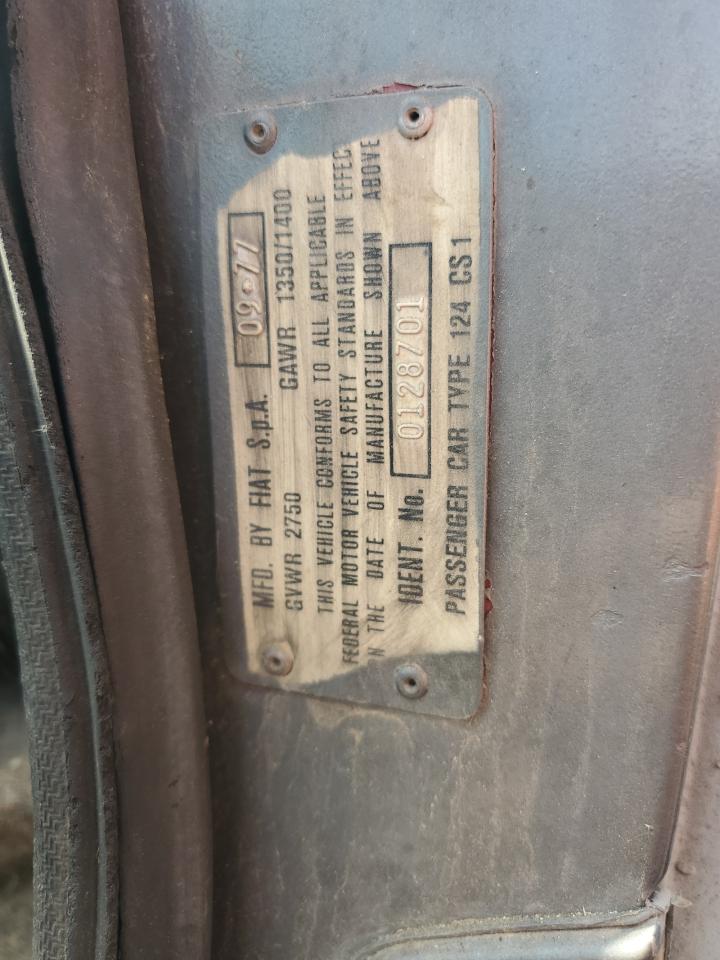 MFD. BY FIAT S.p.A. 09•77
GVWR 2750 GAWR 1350/1400
THIS VEHICLE CONFORMS TO ALL APPLICABLE
FEDERAL MOTOR VEHICLE SAFETY STANDARDS IN EFFEC
N THE DATE OF MANUFACTURE SHOWN ABOVE
IDENT. No. 0128701
PASSENGER CAR TYPE 124 CS1